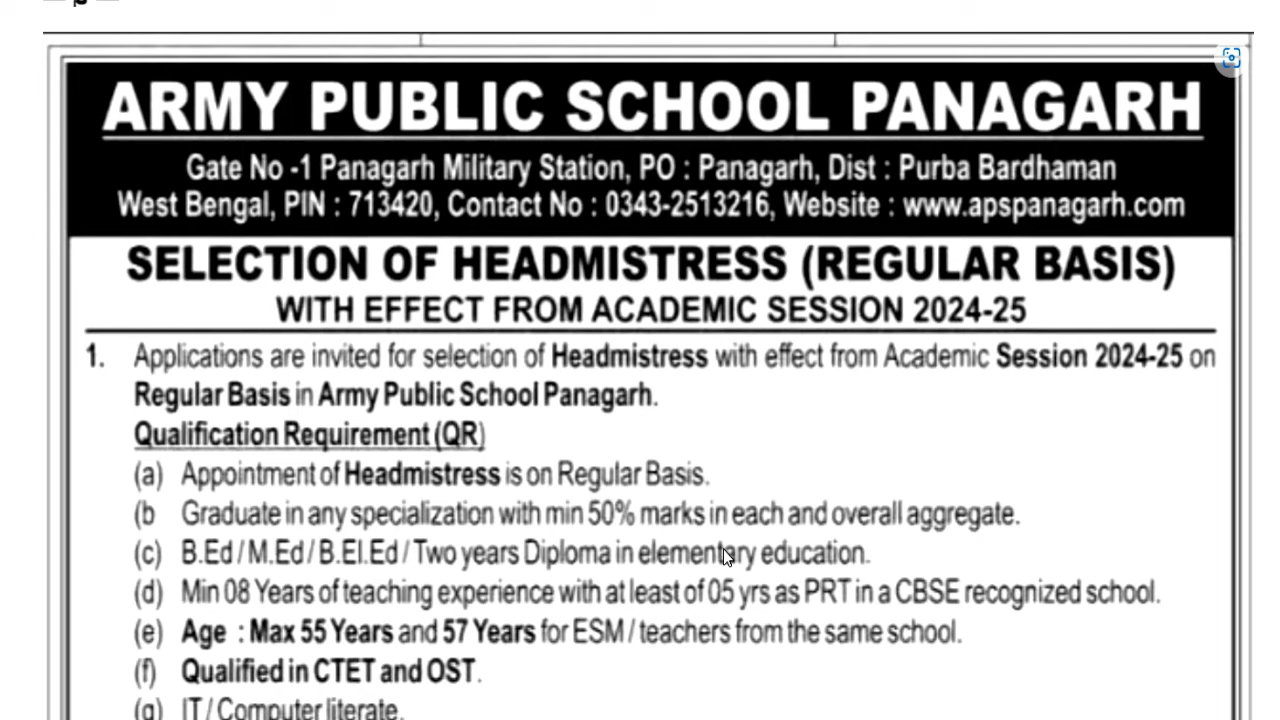 ARMY PUBLIC SCHOOL PANAGARH
Gate No -1 Panagarh Military Station, PO : Panagarh, Dist : Purba Bardhaman
West Bengal, PIN : 713420, Contact No : 0343-2513216, Website : www.apspanagarh.com
SELECTION OF HEADMISTRESS (REGULAR BASIS)
WITH EFFECT FROM ACADEMIC SESSION 2024-25
1. Applications are invited for selection of Headmistress with effect from Academic Session 2024-25 on
Regular Basis in Army Public School Panagarh.
Qualification Requirement (QR)
(a) Appointment of Headmistress is on Regular Basis.
(b Graduate in any specialization with min 50% marks in each and overall aggregate.
(c) B.Ed / M.Ed / B.El.Ed / Two years Diploma in elementary education.
(d) Min 08 Years of teaching experience with at least of 05 yrs as PRT in a CBSE recognized school.
(e) Age : Max 55 Years and 57 Years for ESM / teachers from the same school.
(f) Qualified in CTET and OST.
(g) IT / Computer literate.